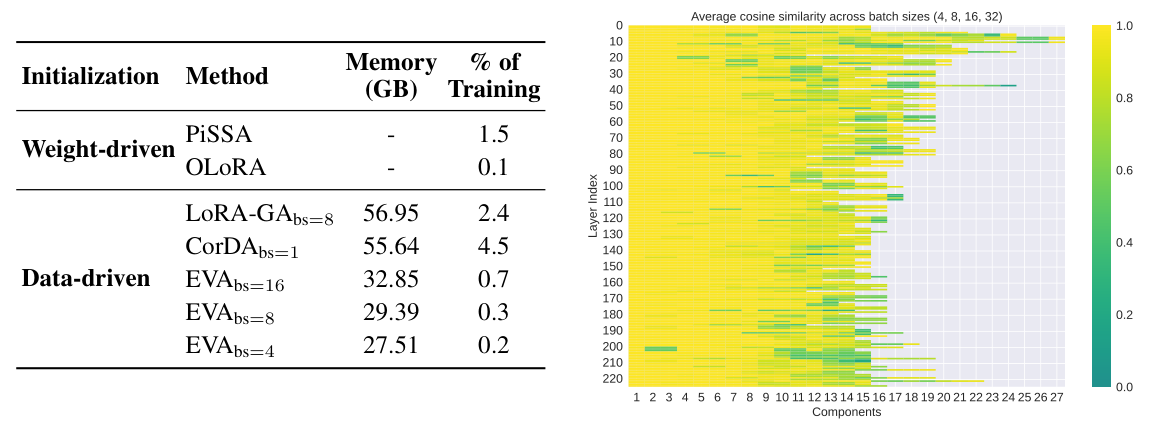 Initialization Method Memory (GB) % of Training
Weight-driven PiSSA - 1.5
OLoRA - 0.1
Data-driven LoRA-GAbs=8 56.95 2.4
CorDAbs=1 55.64 4.5
EVAbs=16 32.85 0.7
EVAbs=8 29.39 0.3
EVAbs=4 27.51 0.2
Average cosine similarity across batch sizes (4, 8, 16, 32)
Layer Index
0
10
20
30
40
50
60
70
80
90
100
110
120
130
140
150
160
170
180
190
200
210
220
1 2 3 4 5 6 7 8 9 10 11 12 13 14 15 16 17 18 19 20 21 22 23 24 25 26 27
Components
1.0
0.8
0.6
0.4
0.2
0.0